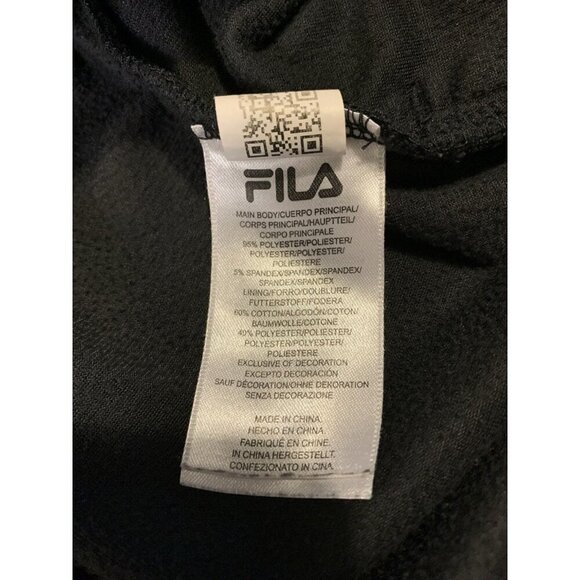 FILA
MAIN BODY/CUERPO PRINCIPAL/
CORPS PRINCIPAL/HAUPTTEIL/
CORPO PRINCIPALE
95% POLYESTER/POLIESTER/
POLYESTER/POLYESTER/
POLIESTERE
5% SPANDEX/SPANDEX/SPANDEX/
SPANDEX/SPANDEX
LINING/FORRO/DOUBLURE/
FUTTERSTOFF/FODERA
60% COTTON/ALGODÓN/COTON/
BAUMWOLLE/COTONE
40% POLYESTER/POLIESTER/
POLYESTER/POLYESTER/
POLIESTERE
EXCLUSIVE OF DECORATION
EXCEPTO DECORACIÓN
SAUF DÉCORATION/OHNE DEKORATION
SENZA DECORAZIONE
MADE IN CHINA.
HECHO EN CHINA.
FABRIQUÉ EN CHINE.
IN CHINA HERGESTELLT.
CONFEZIONATO IN CINA.